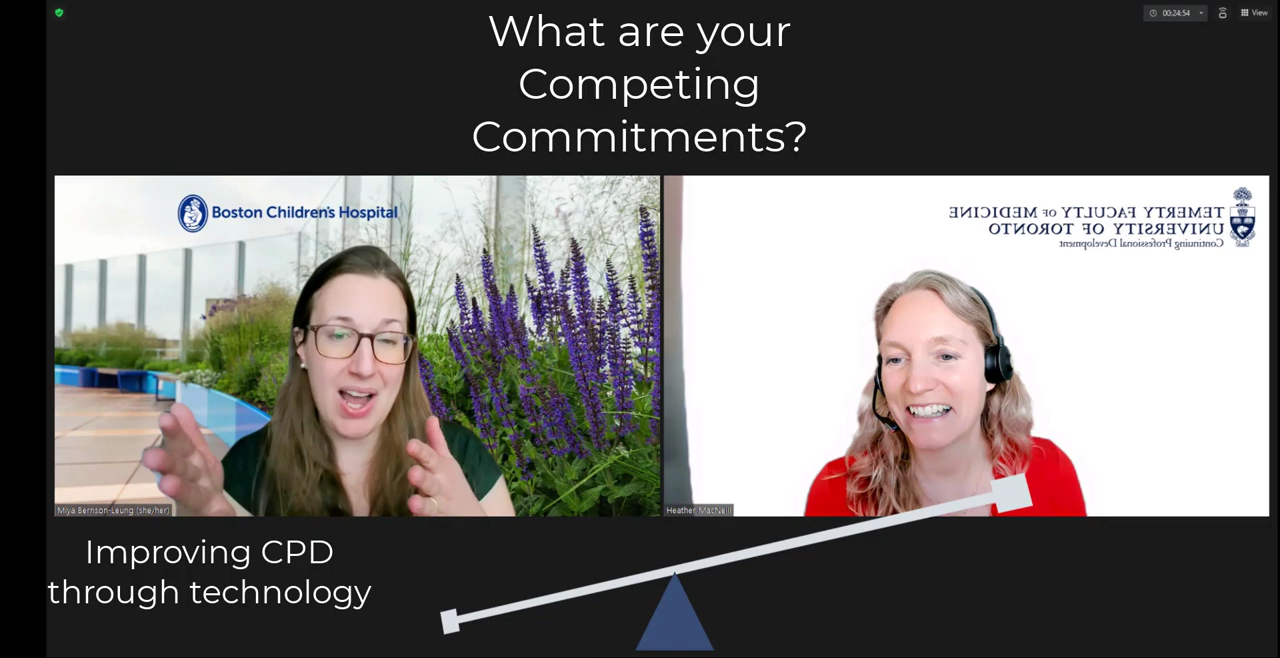 What are your
Competing
Commitments?
00:24:54
View
Boston Children's Hospital
TEMERTY FACULTY OF MEDICINE
UNIVERSITY OF TORONTO
Continuing Professional Development
Miya Bernson-Leung (she/her)
Heather MacNeill
Improving CPD
through technology